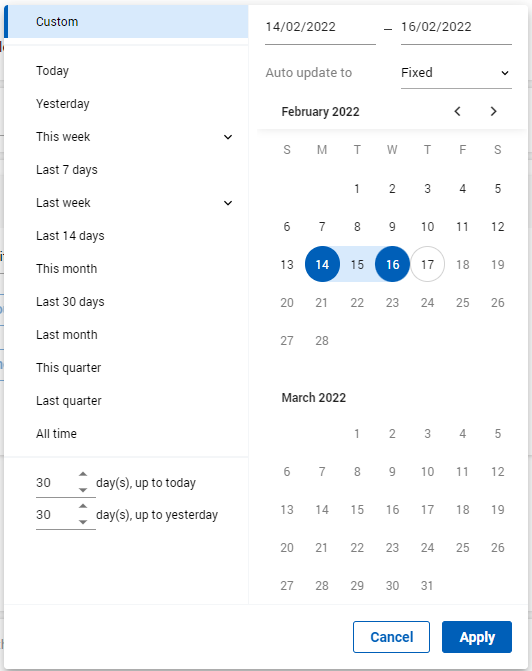 Custom
Today
Yesterday
This week
Last 7 days
Last week
Last 14 days
This month
Last 30 days
Last month
This quarter
Last quarter
All time
30 day(s), up to today
30 day(s), up to yesterday
14/02/2022 – 16/02/2022
Auto update to Fixed
February 2022
S M T W T F S
1 2 3 4 5
6 7 8 9 10 11 12
13 14 15 16 17 18 19
20 21 22 23 24 25 26
27 28
March 2022
1 2 3 4 5
6 7 8 9 10 11 12
13 14 15 16 17 18 19
20 21 22 23 24 25 26
27 28 29 30 31
Cancel Apply